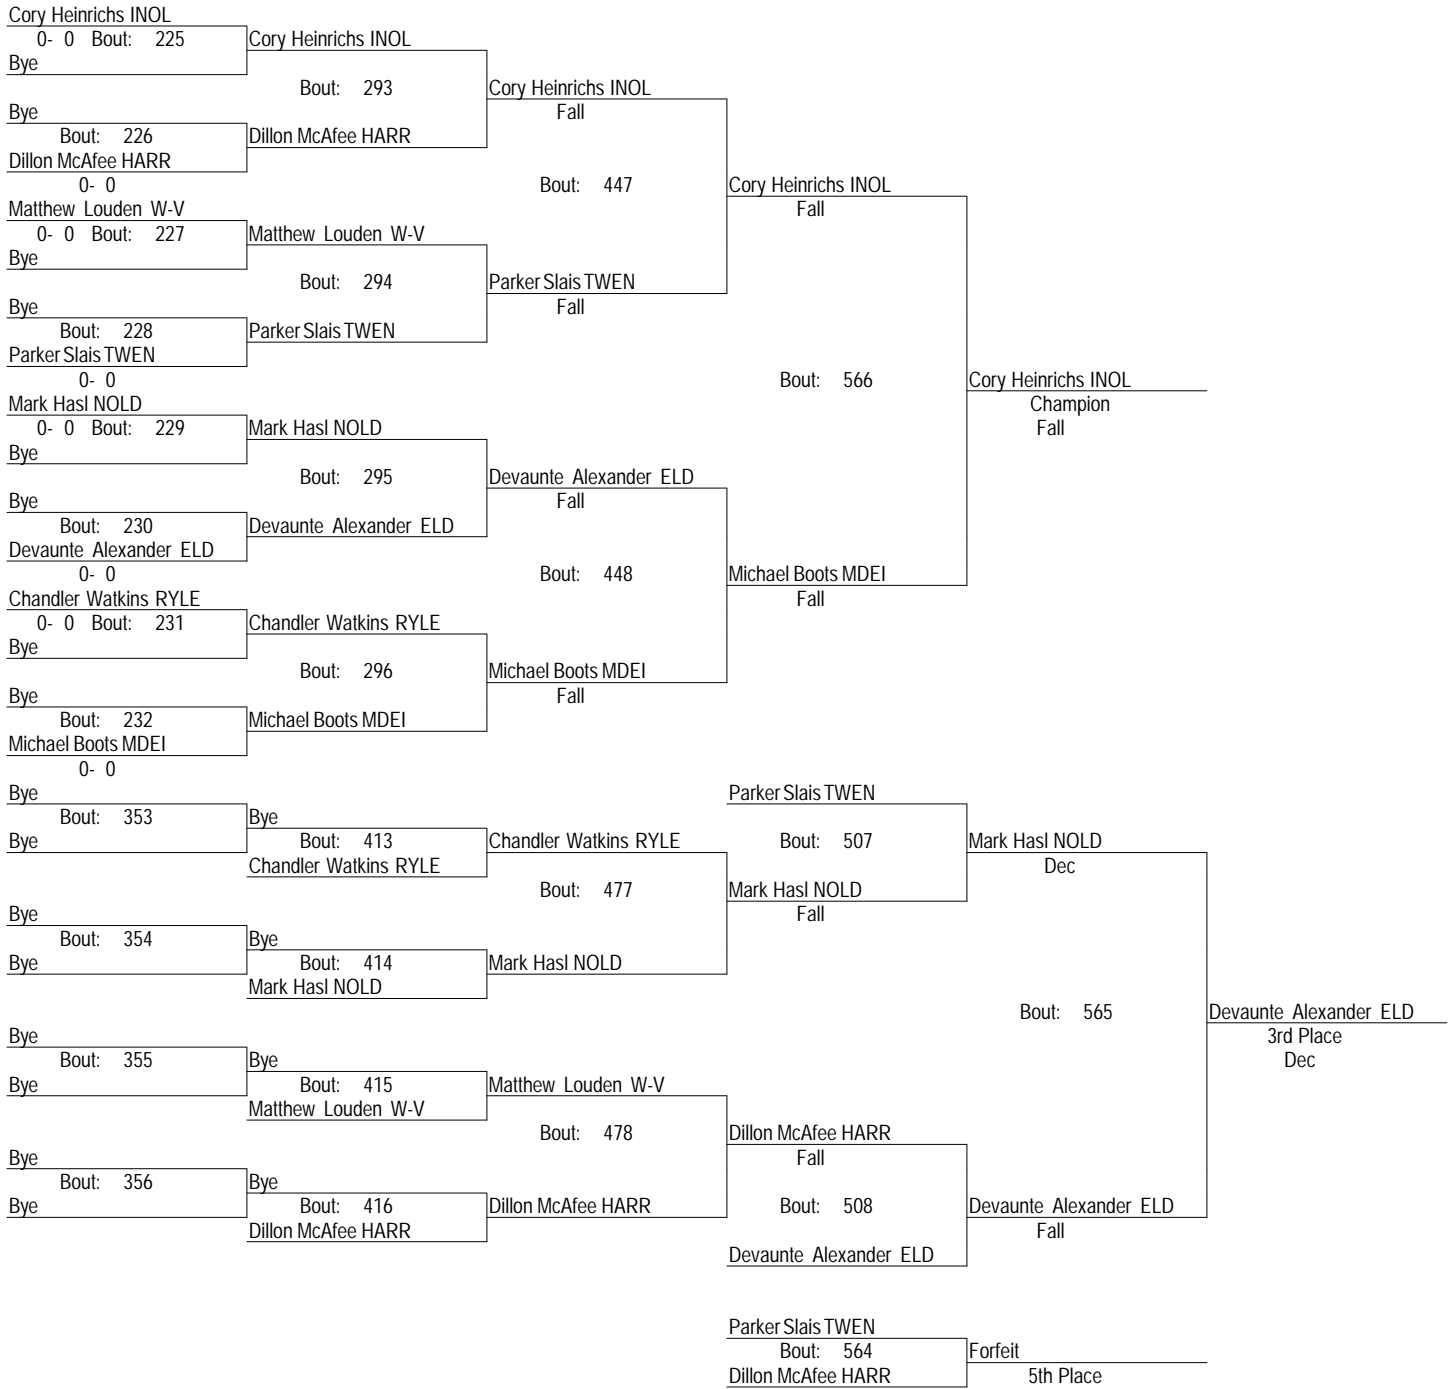 Cory Heinrichs INOL
0- 0 Bout: 225 Cory Heinrichs INOL
Bye
Bout: 293 Cory Heinrichs INOL
Bye Fall
Bout: 226 Dillon McAfee HARR
Dillon McAfee HARR
0- 0 Bout: 447 Cory Heinrichs INOL
Matthew Louden W-V Fall
0- 0 Bout: 227 Matthew Louden W-V
Bye
Bout: 294 Parker Slais TWEN
Bye Fall
Bout: 228 Parker Slais TWEN
Parker Slais TWEN
0- 0 Bout: 566 Cory Heinrichs INOL
Mark Hasl NOLD Champion
0- 0 Bout: 229 Mark Hasl NOLD Fall
Bye
Bout: 295 Devaunte Alexander ELD
Bye Fall
Bout: 230 Devaunte Alexander ELD
Devaunte Alexander ELD
0- 0 Bout: 448 Michael Boots MDEI
Chandler Watkins RYLE Fall
0- 0 Bout: 231 Chandler Watkins RYLE
Bye
Bout: 296 Michael Boots MDEI
Bye Fall
Bout: 232 Michael Boots MDEI
Michael Boots MDEI
0- 0
Bye Parker Slais TWEN
Bout: 353 Bye
Bye Bout: 413 Chandler Watkins RYLE Bout: 507 Mark Hasl NOLD
Chandler Watkins RYLE Dec
Bout: 477 Mark Hasl NOLD
Bye Fall
Bout: 354 Bye
Bye Bout: 414 Mark Hasl NOLD
Mark Hasl NOLD
Bout: 565 Devaunte Alexander ELD
Bye 3rd Place
Bout: 355 Bye Dec
Bye Bout: 415 Matthew Louden W-V
Matthew Louden W-V
Bout: 478 Dillon McAfee HARR
Bye Fall
Bout: 356 Bye
Bye Bout: 416 Dillon McAfee HARR Bout: 508 Devaunte Alexander ELD
Dillon McAfee HARR Fall
Devaunte Alexander ELD
Parker Slais TWEN
Bout: 564 Forfeit
Dillon McAfee HARR 5th Place